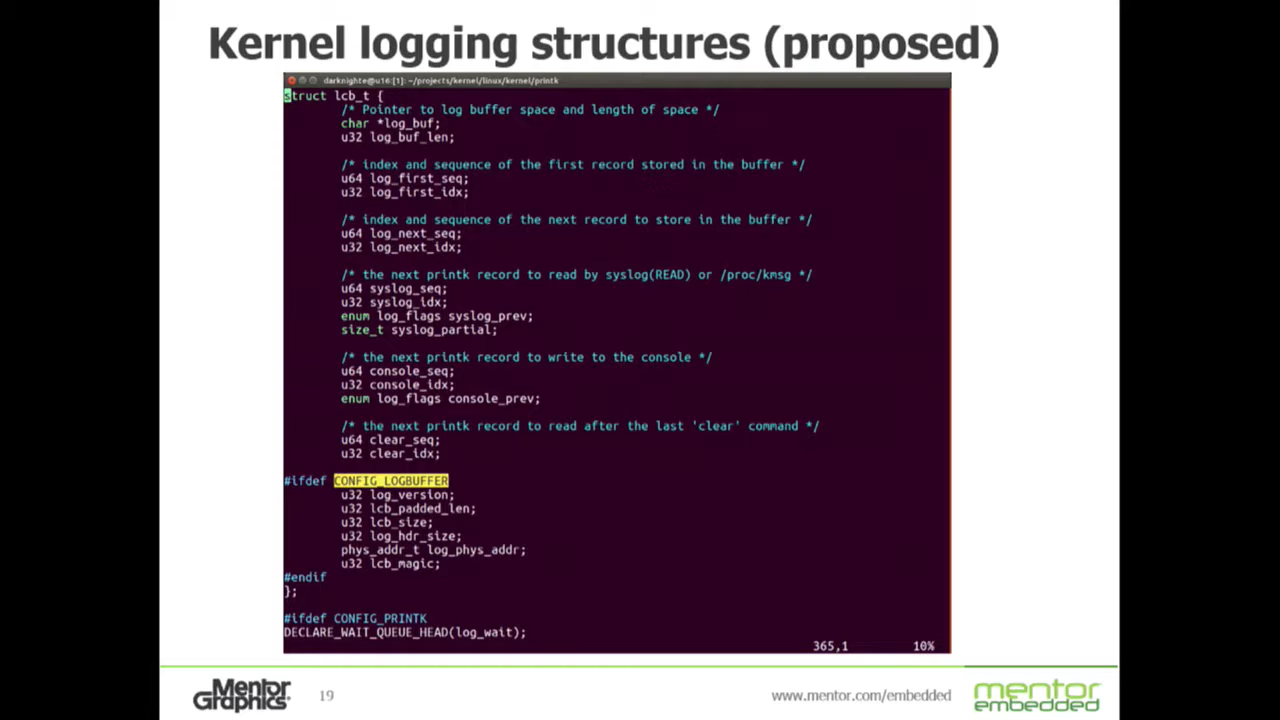 Kernel logging structures (proposed)
darknighte@u16:[1]: ~/projects/kernel/linux/kernel/printk
struct lcb_t {
/* Pointer to log buffer space and length of space */
char *log_buf;
u32 log_buf_len;
/* index and sequence of the first record stored in the buffer */
u64 log_first_seq;
u32 log_first_idx;
/* index and sequence of the next record to store in the buffer */
u64 log_next_seq;
u32 log_next_idx;
/* the next printk record to read by syslog(READ) or /proc/kmsg */
u64 syslog_seq;
u32 syslog_idx;
enum log_flags syslog_prev;
size_t syslog_partial;
/* the next printk record to write to the console */
u64 console_seq;
u32 console_idx;
enum log_flags console_prev;
/* the next printk record to read after the last 'clear' command */
u64 clear_seq;
u32 clear_idx;
#ifdef CONFIG_LOGBUFFER
u32 log_version;
u32 lcb_padded_len;
u32 lcb_size;
u32 log_hdr_size;
phys_addr_t log_phys_addr;
u32 lcb_magic;
#endif
};
#ifdef CONFIG_PRINTK
DECLARE_WAIT_QUEUE_HEAD(log_wait);
365,1 10%
Mentor Graphics
19
www.mentor.com/embedded
mentor embedded